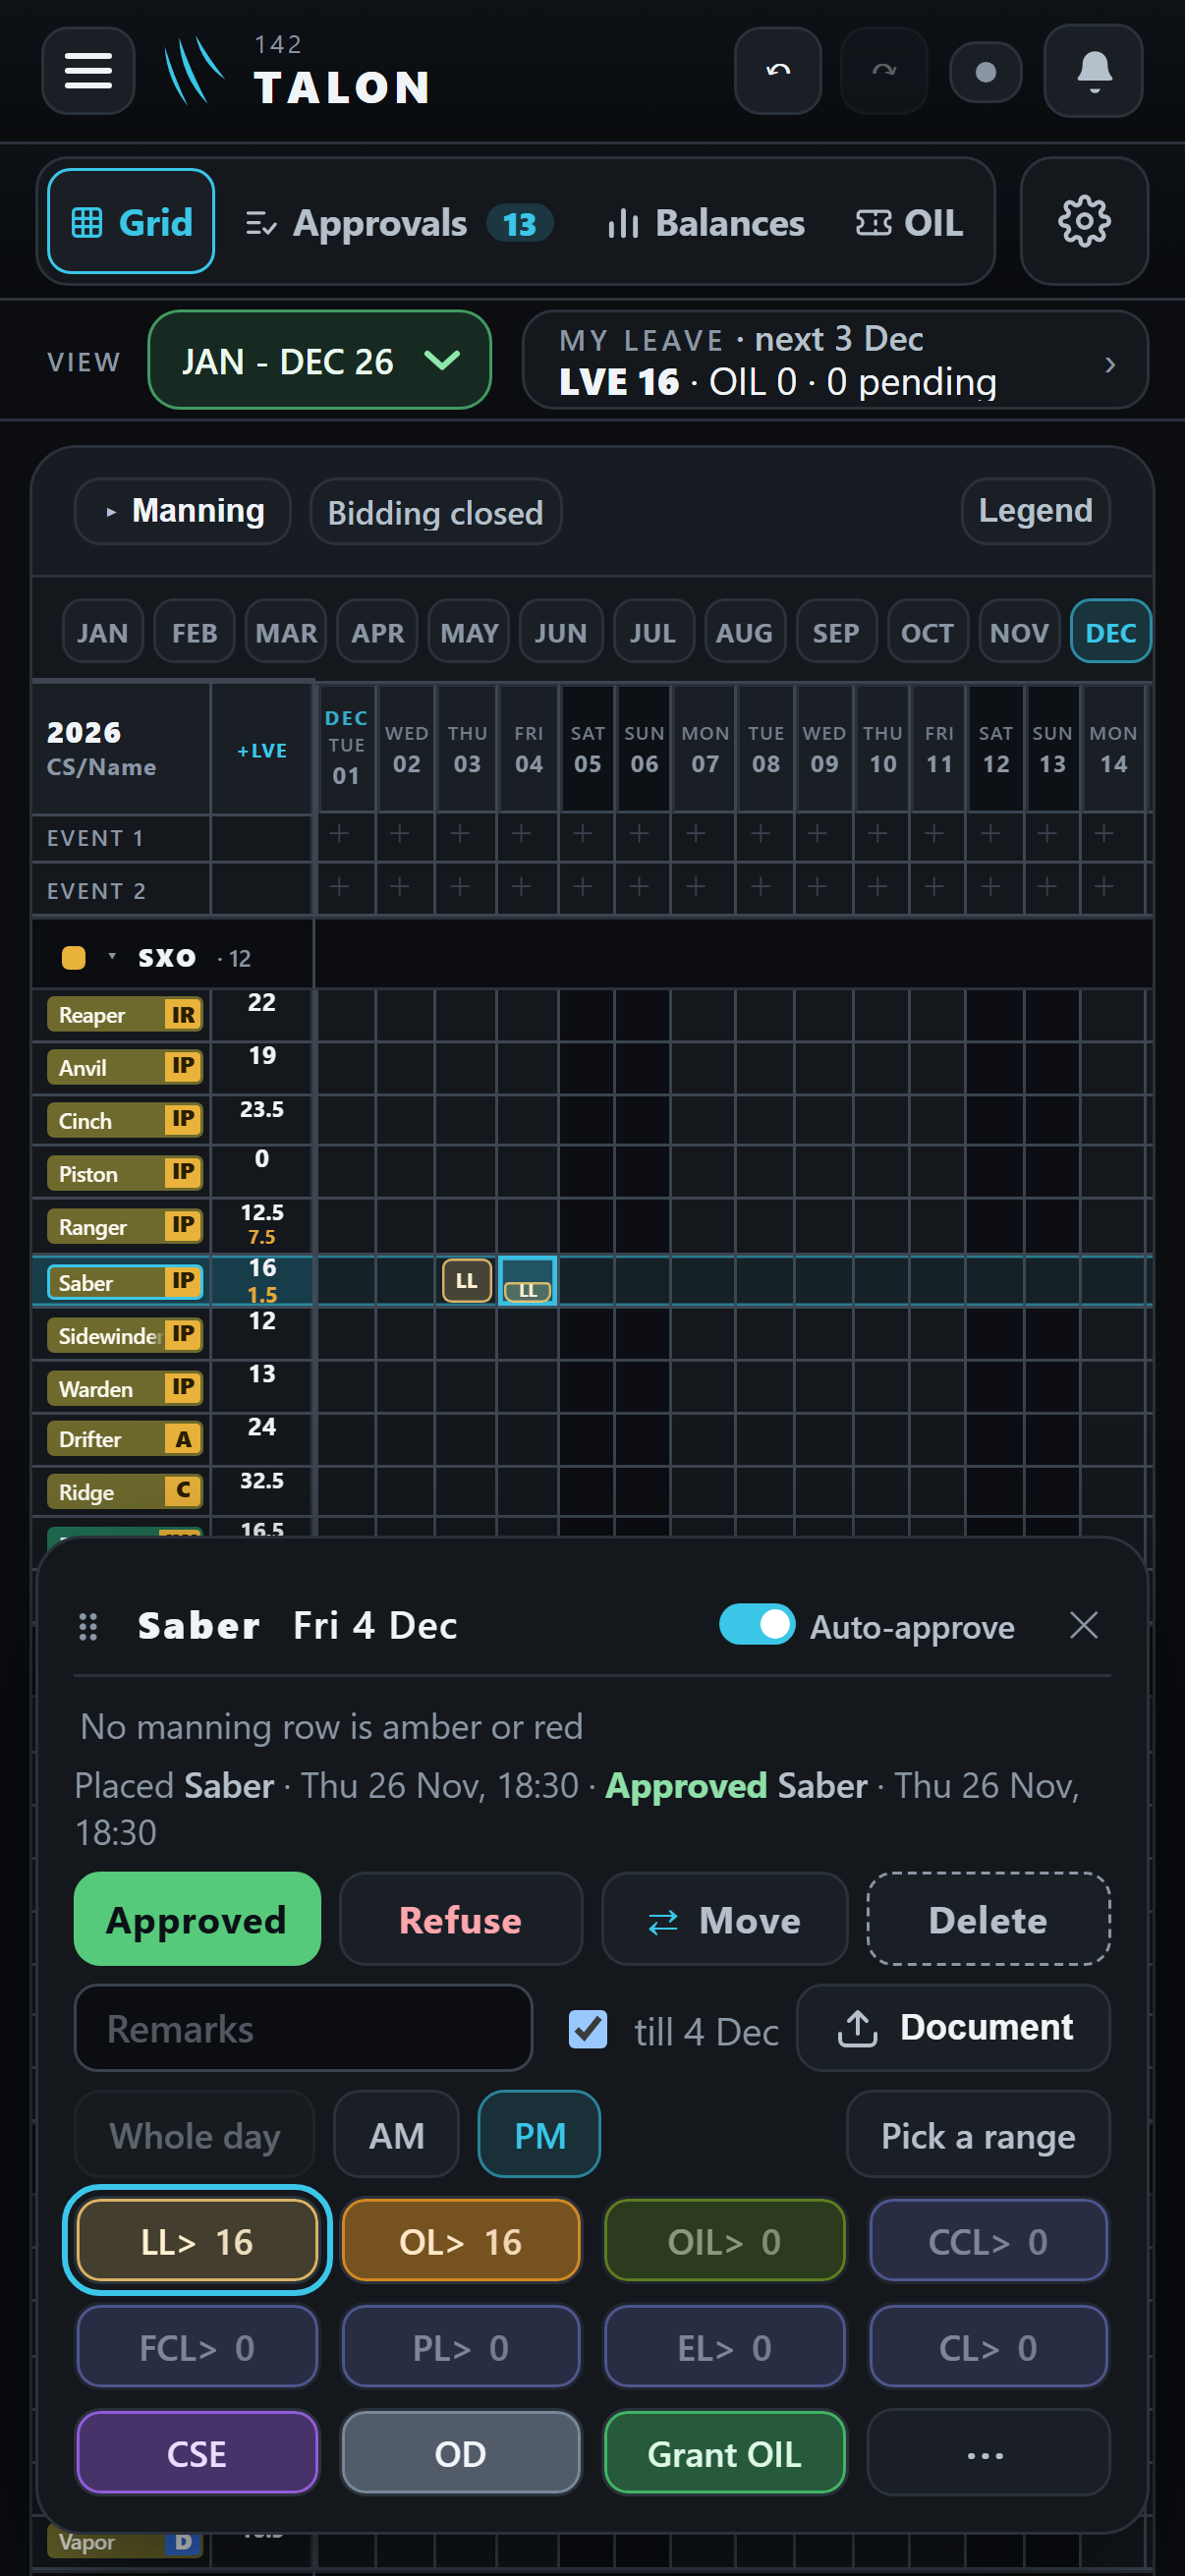 142
TALON
Grid
Approvals 13
Balances
OIL
VIEW
JAN - DEC 26
MY LEAVE · next 3 Dec
LVE 16 · OIL 0 · 0 pending
Manning
Bidding closed
Legend
JAN FEB MAR APR MAY JUN JUL AUG SEP OCT NOV DEC
2026
CS/Name
+LVE
DEC TUE 01
WED 02
THU 03
FRI 04
SAT 05
SUN 06
MON 07
TUE 08
WED 09
THU 10
FRI 11
SAT 12
SUN 13
MON 14
EVENT 1 + + + + + + + + + + + + + +
EVENT 2 + + + + + + + + + + + + + +
SXO · 12
Reaper IR 22
Anvil IP 19
Cinch IP 23.5
Piston IP 0
Ranger IP 12.5
7.5
Saber IP 16 LL LL
1.5
Sidewinder IP 12
Warden IP 13
Drifter A 24
Ridge C 32.5
16.5
Saber Fri 4 Dec
Auto-approve
No manning row is amber or red
Placed Saber · Thu 26 Nov, 18:30 · Approved Saber · Thu 26 Nov,
18:30
Approved
Refuse
Move
Delete
Remarks
till 4 Dec
Document
Whole day
AM
PM
Pick a range
LL> 16
OL> 16
OIL> 0
CCL> 0
FCL> 0
PL> 0
EL> 0
CL> 0
CSE
OD
Grant OIL
...
Vapor D